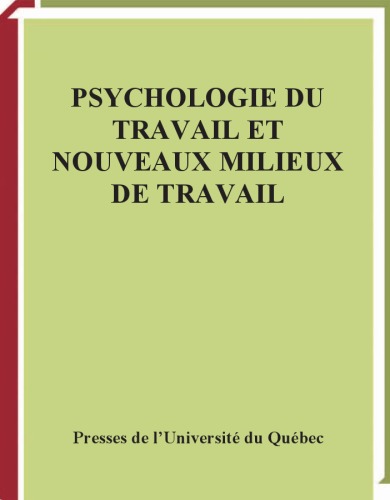 PSYCHOLOGIE DU
TRAVAIL ET
NOUVEAUX MILIEUX
DE TRAVAIL
Presses de l’Université du Québec